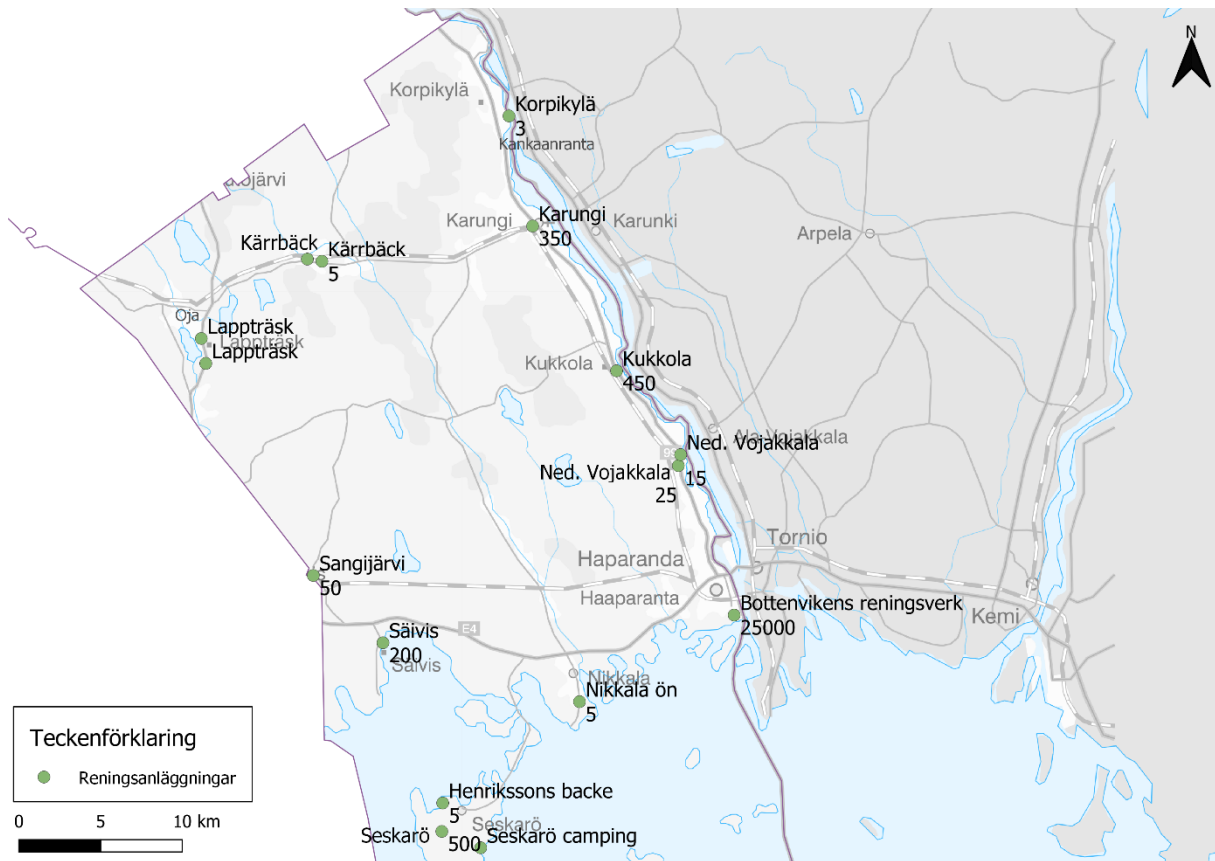 N
Korpikylä
Korpikylä
3
Kankaanranta
Karungi
Karungi
350
Karunki
Arpela
Kärrbäck
Kärrbäck
5
Oja
Lappträsk
Lappträsk
Lappträsk
Kukkola
Kukkola
450
Ala Vojakkala
99
Ned. Vojakkala
15
Ned. Vojakkala
25
Tornio
Haparanda
Haaparanta
Sangijärvi
50
Bottenvikens reningsverk
25000
Kemi
E4
Säivis
200
Säivis
Nikkala
Nikkala ön
5
Henrikssons backe
5
Seskarö
Seskarö
500
Seskarö camping
Teckenförklaring
Reningsanläggningar
0 5 10 km